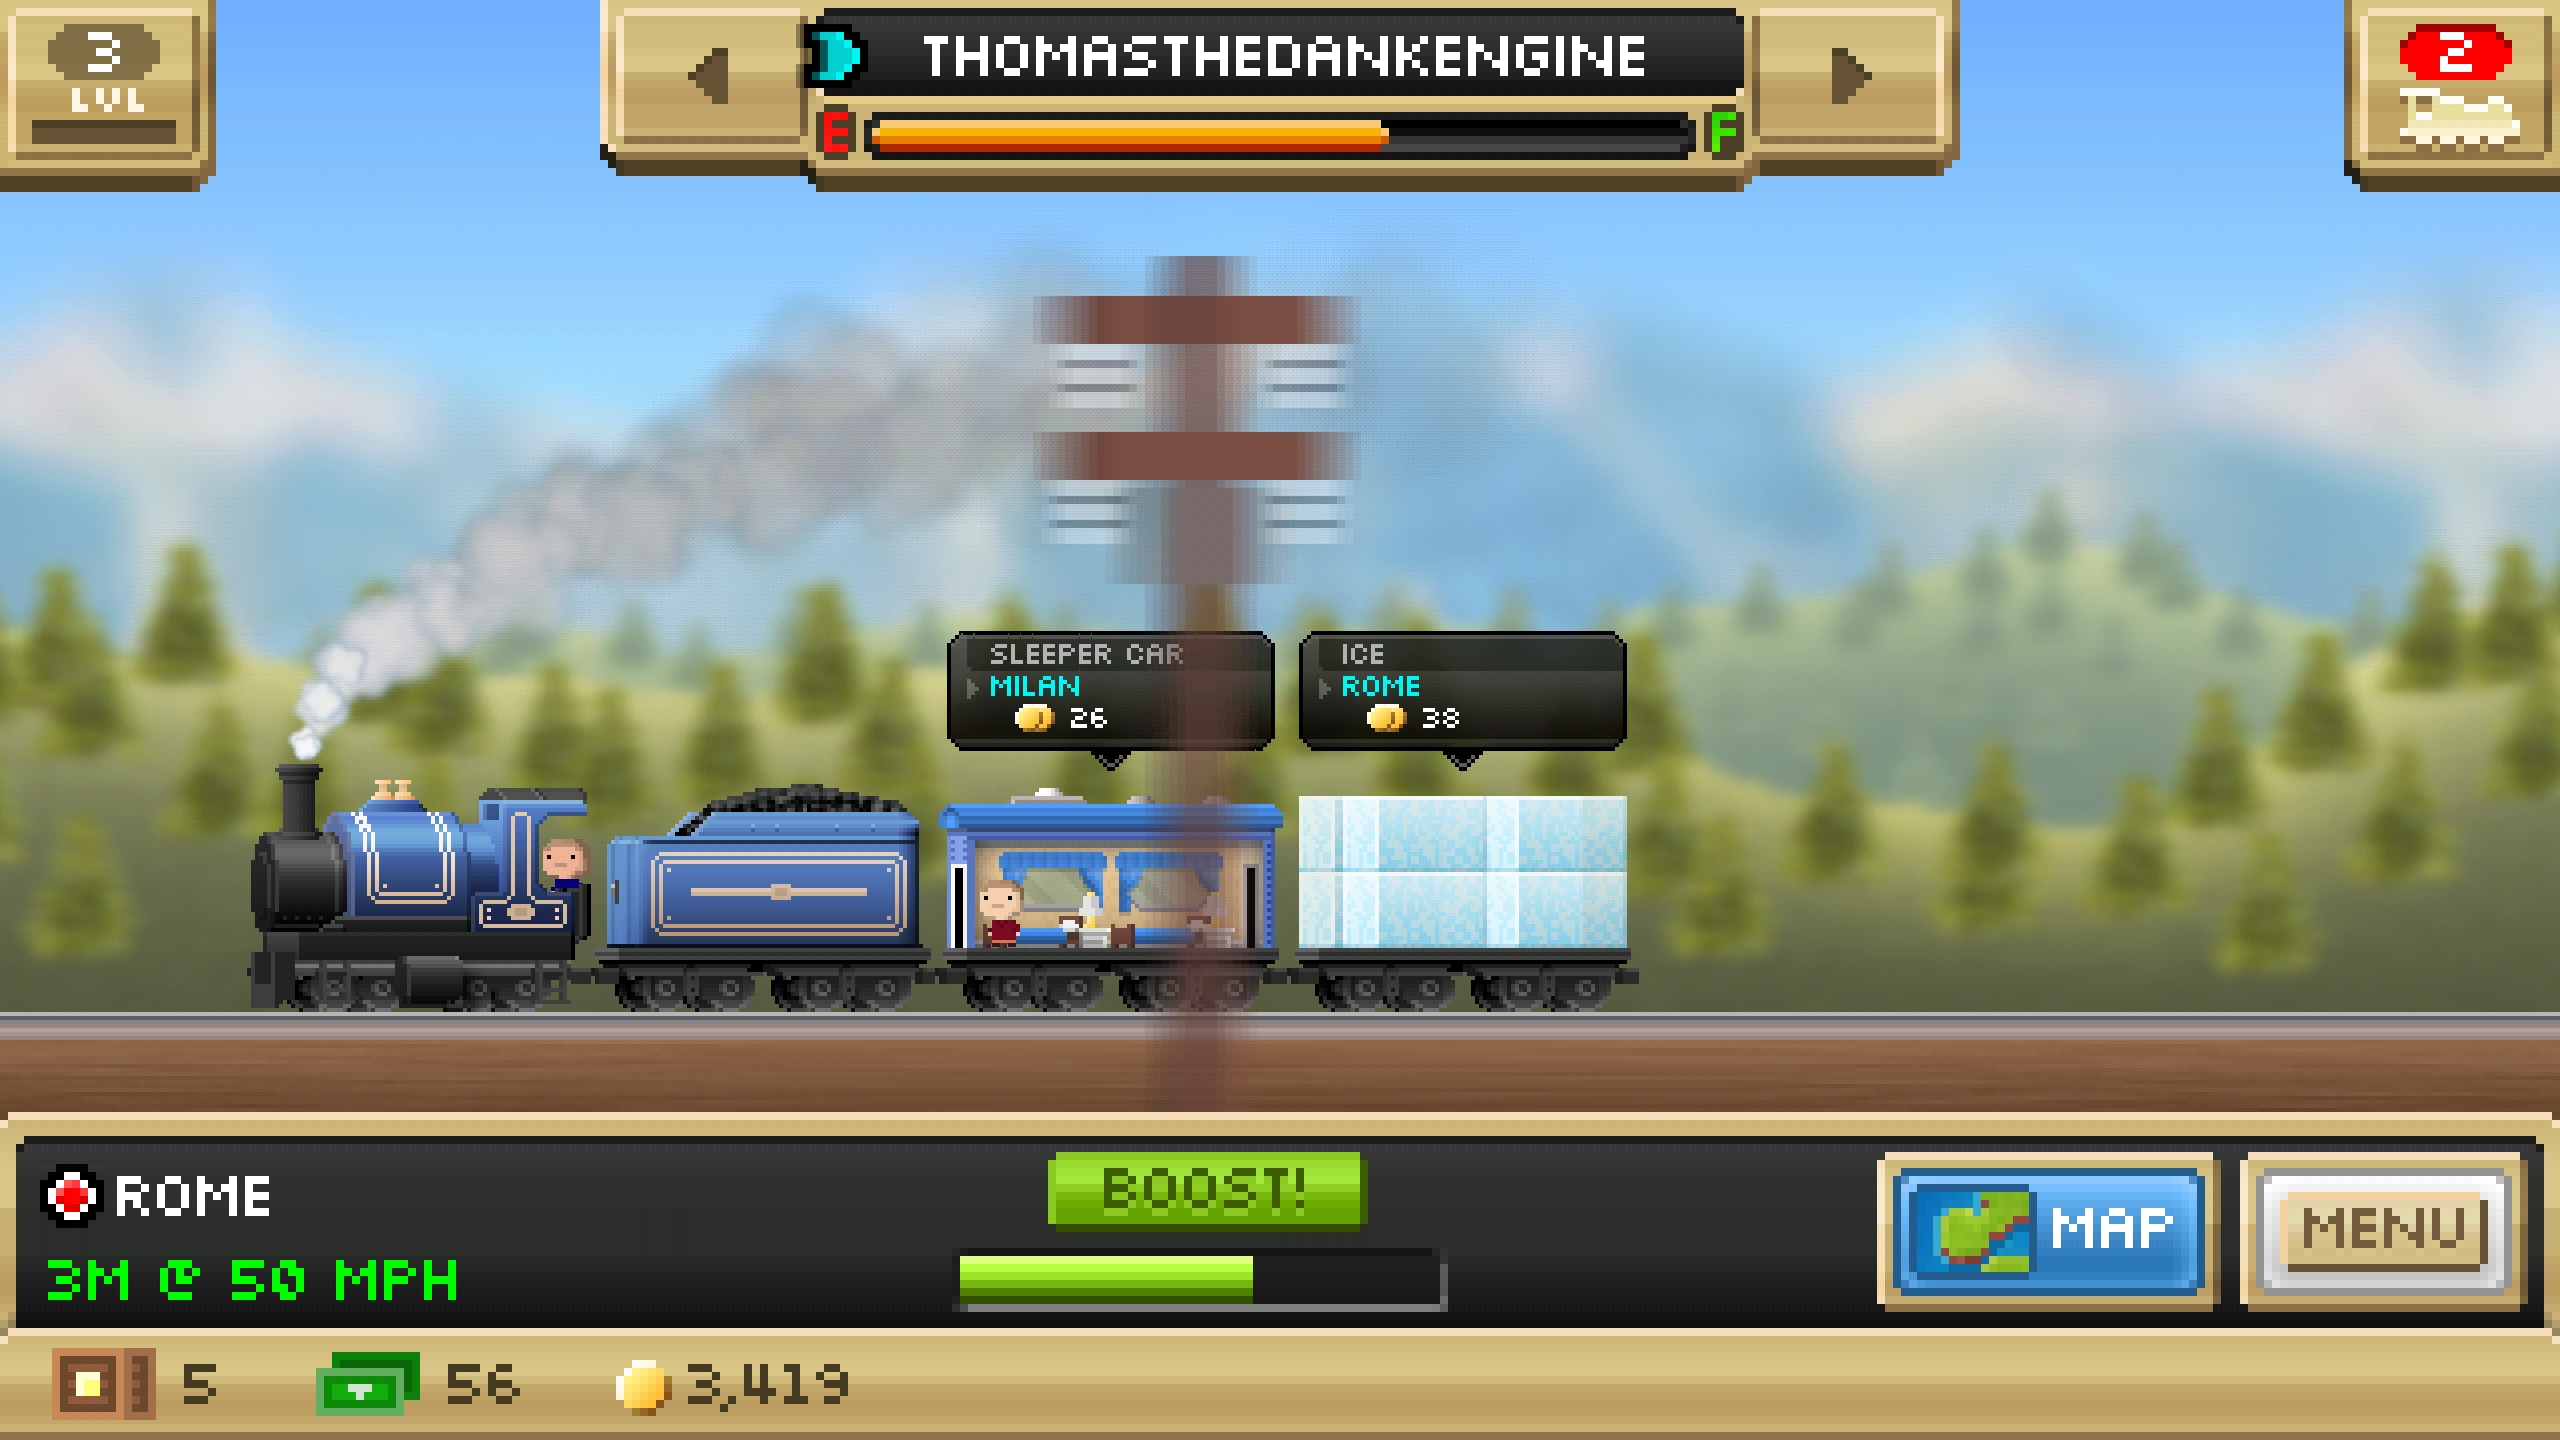 3
LVL
THOMASTHEDANKENGINE
E
F
2
SLEEPER CAR
MILAN
26
ICE
ROME
38
ROME
3M @ 50 MPH
BOOST!
MAP
MENU
5
56
3,419